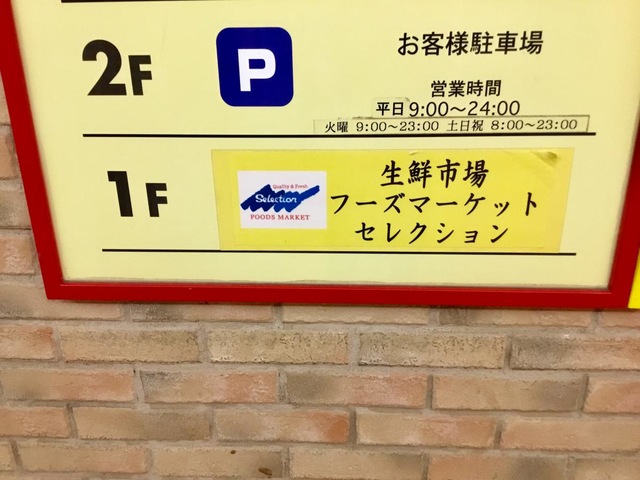 2F
P
お客様駐車場
営業時間
平日 9:00～24:00
火曜 9:00～23:00 土日祝 8:00～23:00
1F
Quality & Fresh
Selection
FOODS MARKET
生鮮市場
フーズマーケット
セレクション